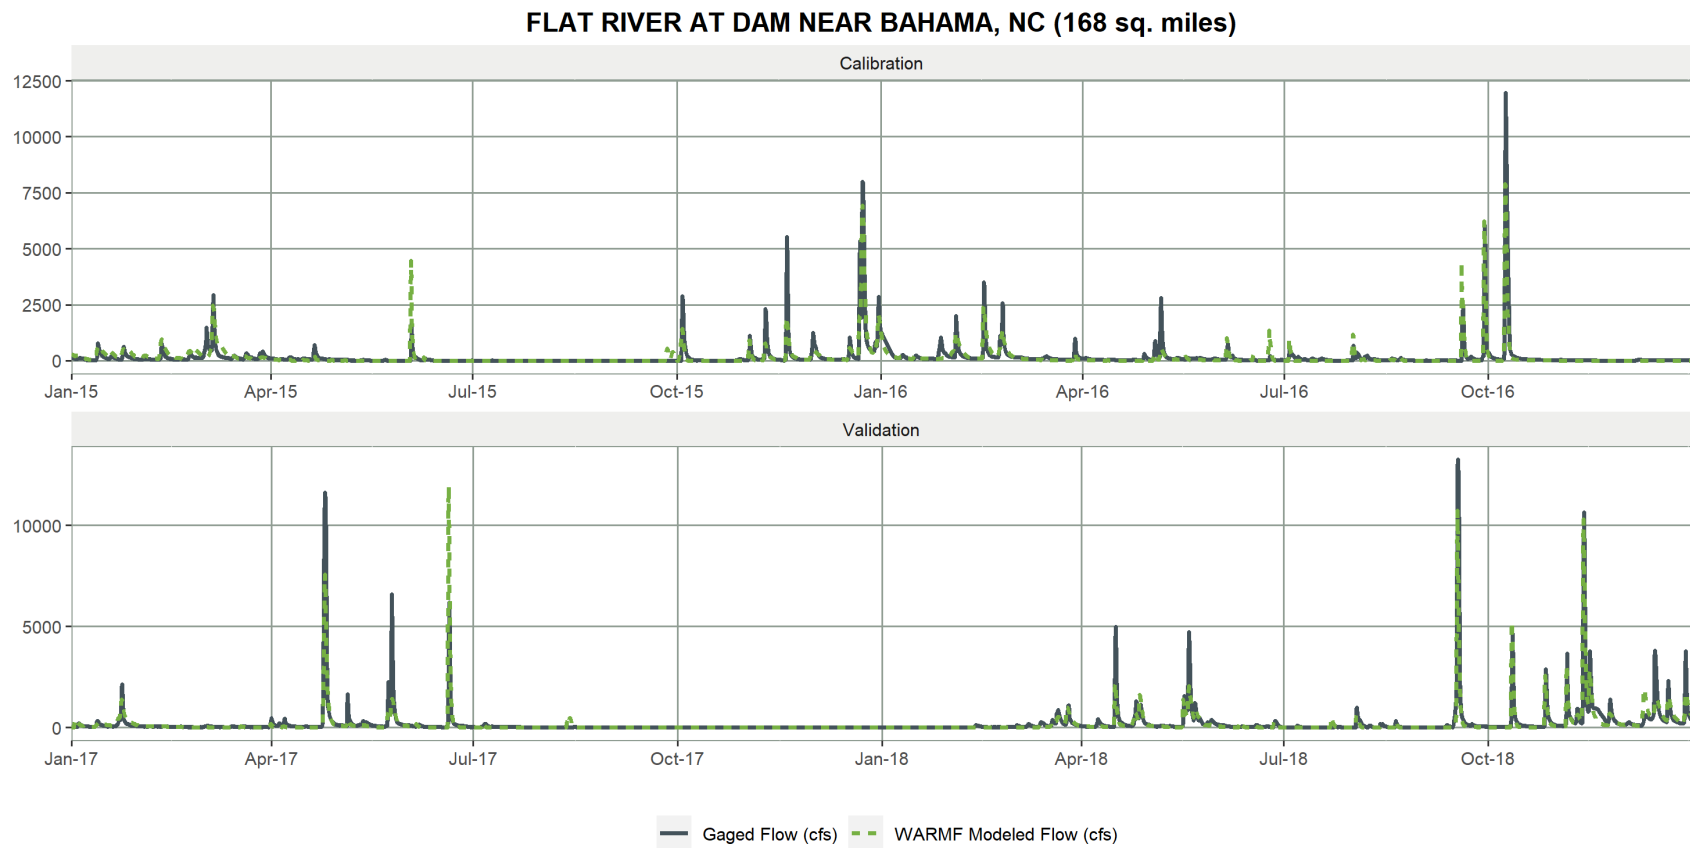 FLAT RIVER AT DAM NEAR BAHAMA, NC (168 sq. miles)
Calibration
12500
10000
7500
5000
2500
0
Jan-15 Apr-15 Jul-15 Oct-15 Jan-16 Apr-16 Jul-16 Oct-16
Validation
10000
5000
0
Jan-17 Apr-17 Jul-17 Oct-17 Jan-18 Apr-18 Jul-18 Oct-18
Gaged Flow (cfs) WARMF Modeled Flow (cfs)